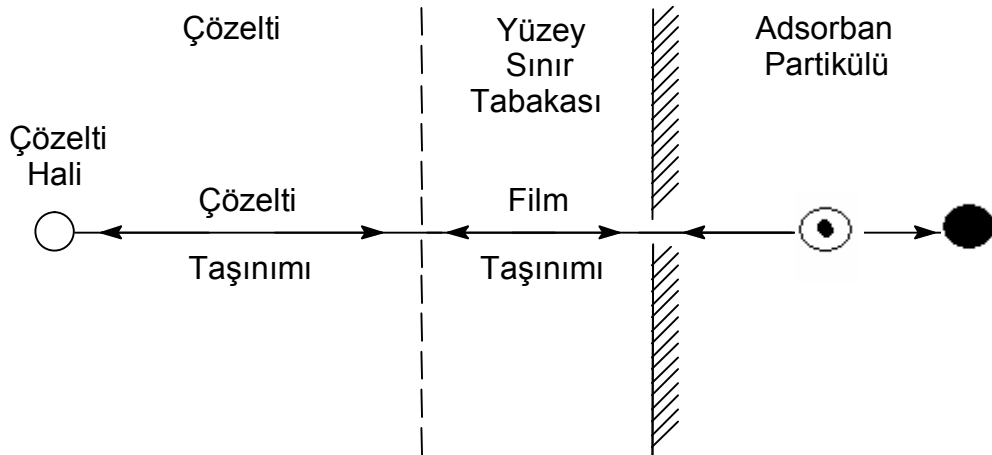 Çözelti
Yüzey
Sınır
Tabakası
Adsorban
Partikülü
Çözelti
Hali
Çözelti
Taşınımı
Film
Taşınımı